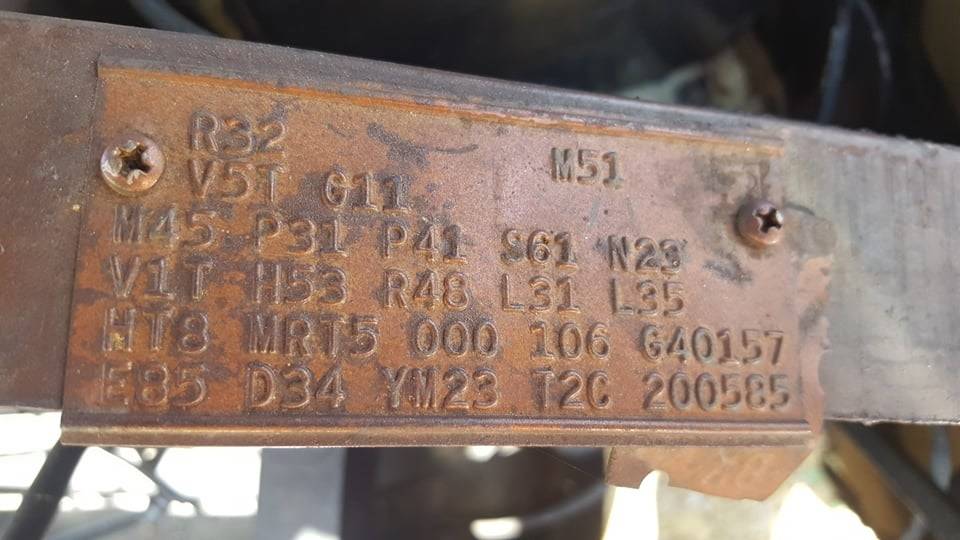 R32 M51
V5T G11
M45 P31 P41 S61 N23
V1T H53 R48 L31 L35
HT8 MRT5 000 106 G40157
E85 D34 YM23 T2C 200585